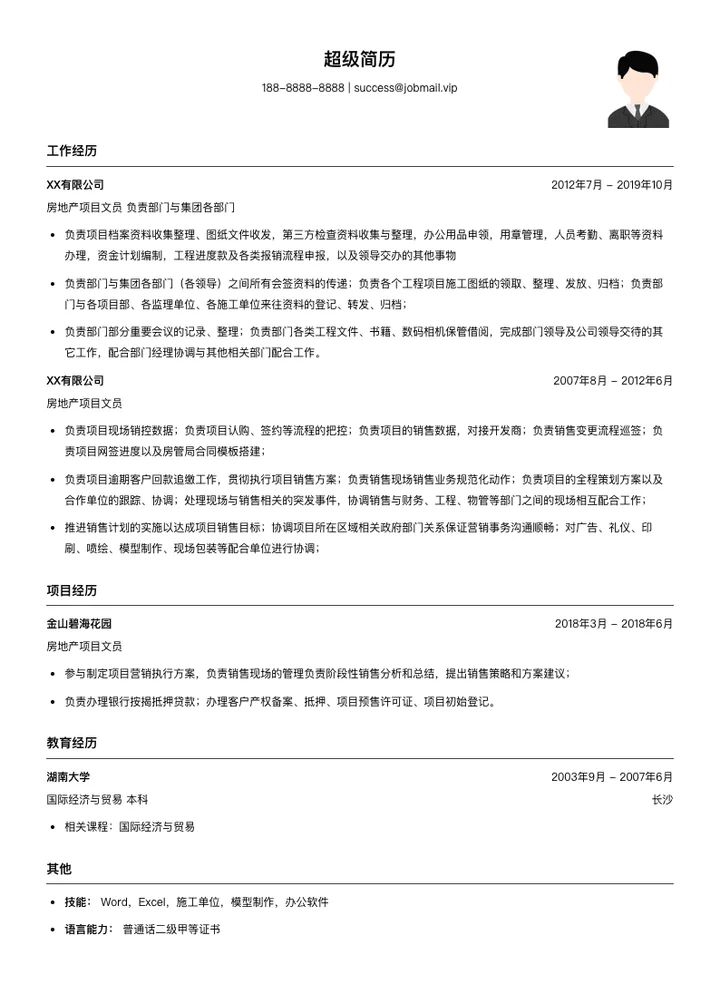 超级简历
188-8888-8888 | success@jobmail.vip
工作经历
XX有限公司 2012年7月 – 2019年10月
房地产项目文员 负责部门与集团各部门
• 负责项目档案资料收集整理、图纸文件收发，第三方检查资料收集与整理，办公用品申领，用章管理，人员考勤、离职等资料
办理，资金计划编制，工程进度款及各类报销流程申报，以及领导交办的其他事物
• 负责部门与集团各部门（各领导）之间所有会签资料的传递；负责各个工程项目施工图纸的领取、整理、发放、归档；负责部
门与各项目部、各监理单位、各施工单位来往资料的登记、转发、归档；
• 负责部门部分重要会议的记录、整理；负责部门各类工程文件、书籍、数码相机保管借阅，完成部门领导及公司领导交待的其
它工作，配合部门经理协调与其他相关部门配合工作。
XX有限公司 2007年8月 – 2012年6月
房地产项目文员
• 负责项目现场销控数据；负责项目认购、签约等流程的把控；负责项目的销售数据，对接开发商；负责销售变更流程巡签；负
责项目网签进度以及房管局合同模板搭建；
• 负责项目逾期客户回款追缴工作，贯彻执行项目销售方案；负责销售现场销售业务规范化动作；负责项目的全程策划方案以及
合作单位的跟踪、协调；处理现场与销售相关的突发事件，协调销售与财务、工程、物管等部门之间的现场相互配合工作；
• 推进销售计划的实施以达成项目销售目标；协调项目所在区域相关政府部门关系保证营销事务沟通顺畅；对广告、礼仪、印
刷、喷绘、模型制作、现场包装等配合单位进行协调；
项目经历
金山碧海花园 2018年3月 – 2018年6月
房地产项目文员
• 参与制定项目营销执行方案，负责销售现场的管理负责阶段性销售分析和总结，提出销售策略和方案建议；
• 负责办理银行按揭抵押贷款；办理客户产权备案、抵押、项目预售许可证、项目初始登记。
教育经历
湖南大学 2003年9月 – 2007年6月
国际经济与贸易 本科 长沙
• 相关课程：国际经济与贸易
其他
• 技能： Word，Excel，施工单位，模型制作，办公软件
• 语言能力： 普通话二级甲等证书